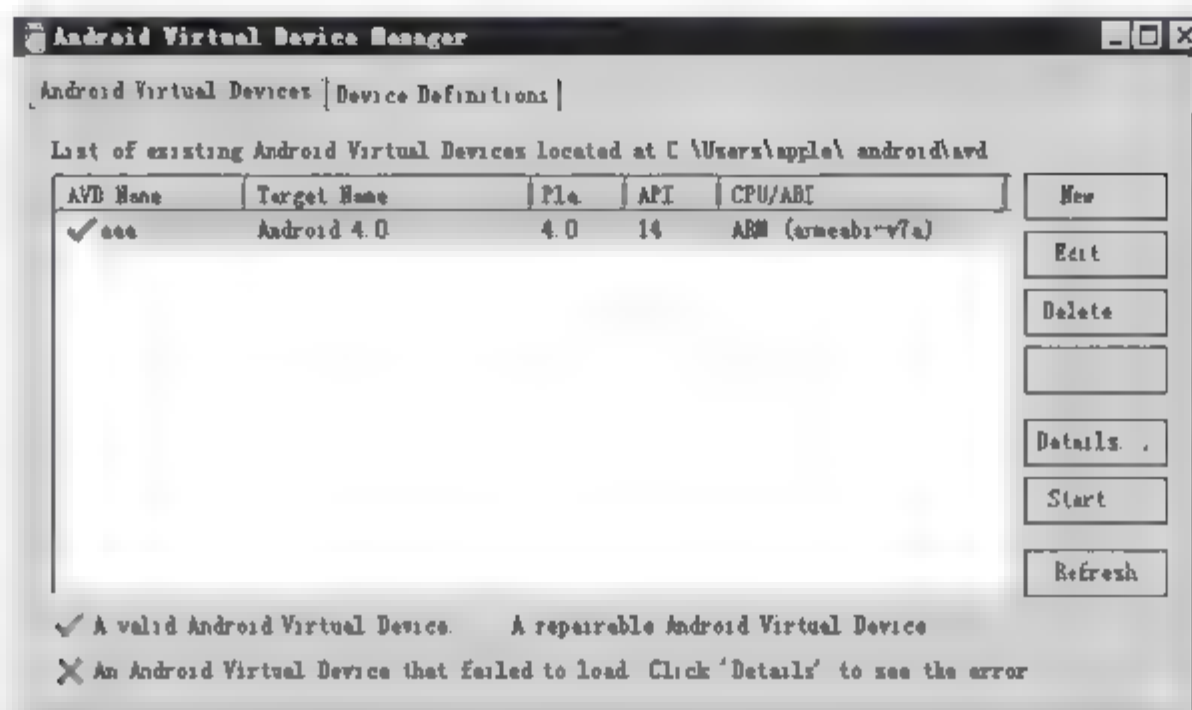 Android Virtual Device Manager
Android Virtual Devices Device Definitions
List of existing Android Virtual Devices located at C \Users\apple\ android\avd
AVD Name Target Name Pla API CPU/ABI
aaa Android 4.0 4.0 14 ARM (armeabi-v7a)
New
Edit
Delete
Details. .
Start
Refresh
A valid Android Virtual Device. A repairable Android Virtual Device
An Android Virtual Device that failed to load Click 'Details' to see the error